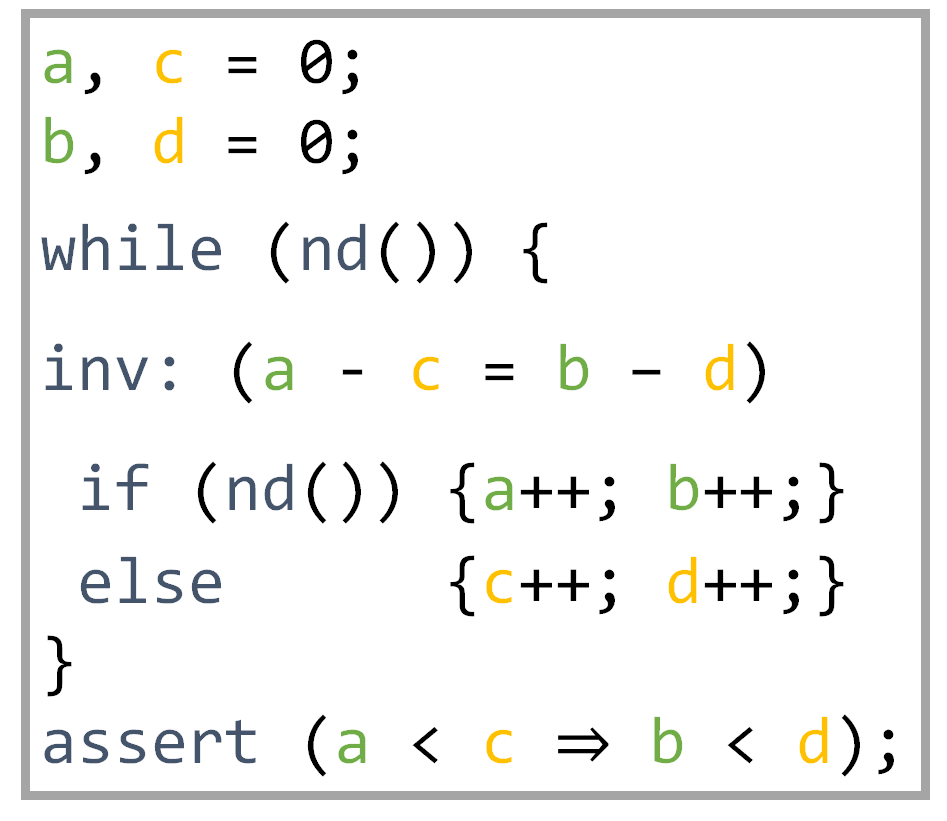 a, c = 0;
b, d = 0;
while (nd()) {
inv: (a - c = b – d)
if (nd()) {a++; b++;}
else {c++; d++;}
}
assert (a < c ⇒ b < d);